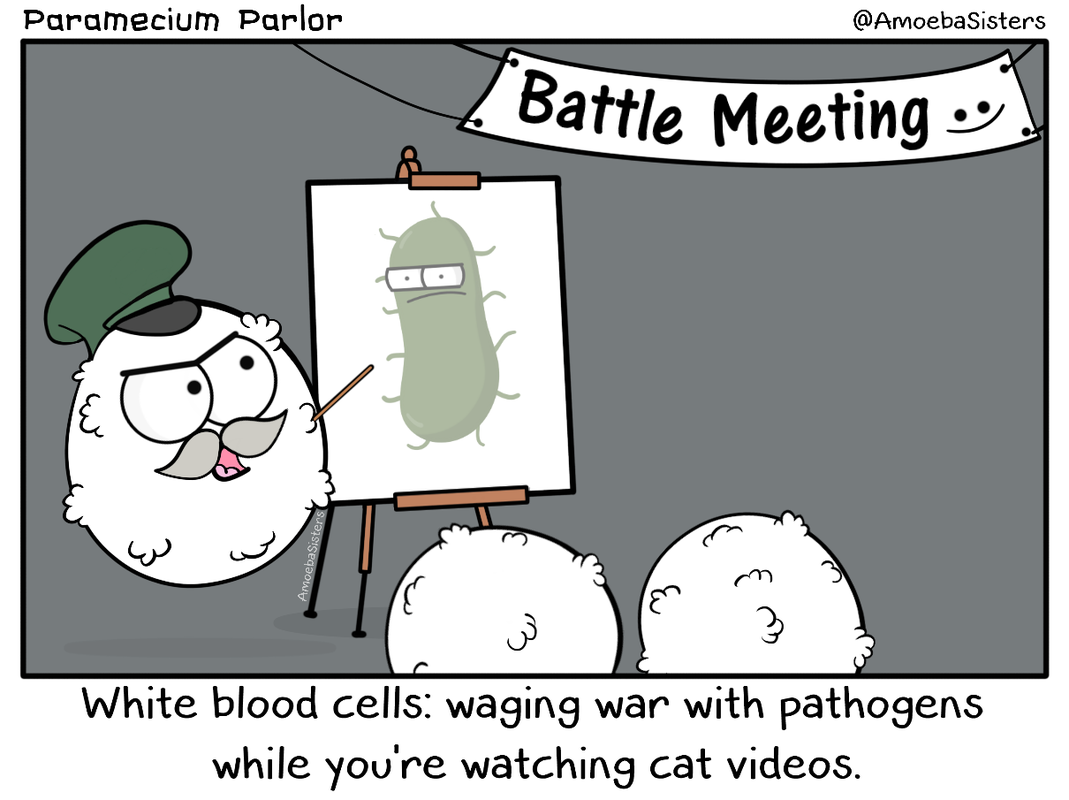 Paramecium Parlor
@AmoebaSisters
Battle Meeting
AmoebaSisters
White blood cells: waging war with pathogens
while you're watching cat videos.